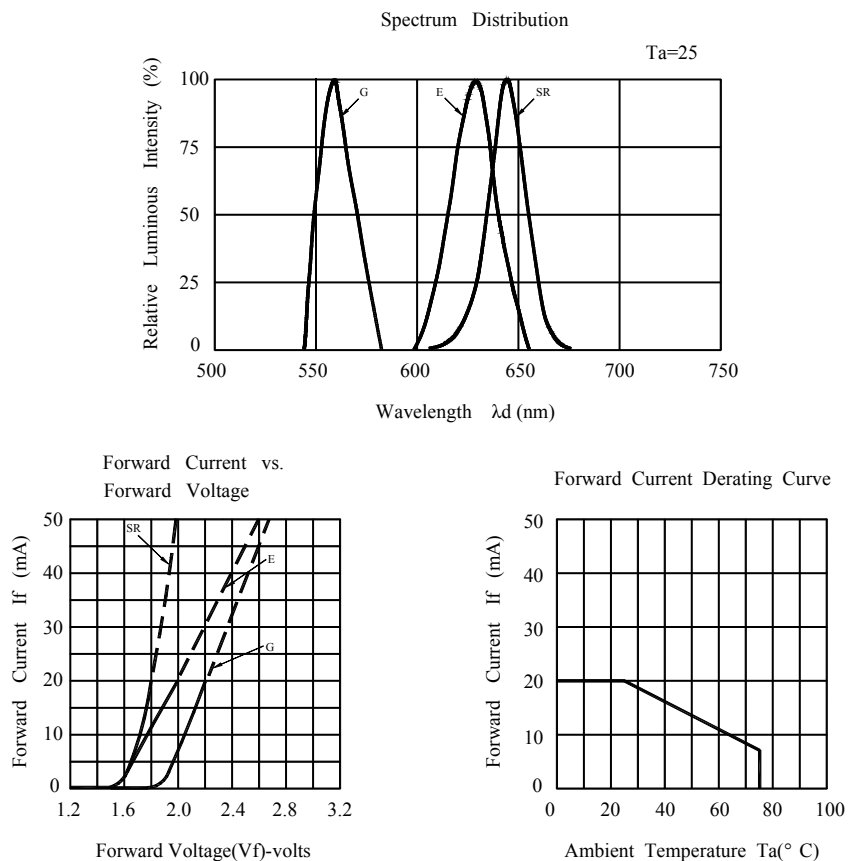 Spectrum Distribution
Ta=25
Relative Luminous Intensity (%)
100
75
50
25
0
G
E
SR
500 550 600 650 700 750
Wavelength λd (nm)
Forward Current vs.
Forward Voltage
Forward Current If (mA)
50
40
30
20
10
0
SR
E
G
1.2 1.6 2.0 2.4 2.8 3.2
Forward Voltage(Vf)-volts
Forward Current Derating Curve
Forward Current If (mA)
50
40
30
20
10
0
0 20 40 60 80 100
Ambient Temperature Ta(° C)